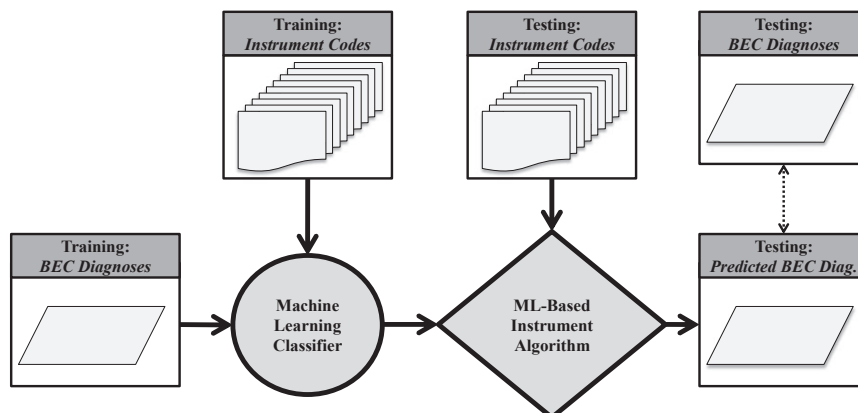 Training:
Instrument Codes
Testing:
Instrument Codes
Testing:
BEC Diagnoses
Training:
BEC Diagnoses
Machine
Learning
Classifier
ML-Based
Instrument
Algorithm
Testing:
Predicted BEC Diag.